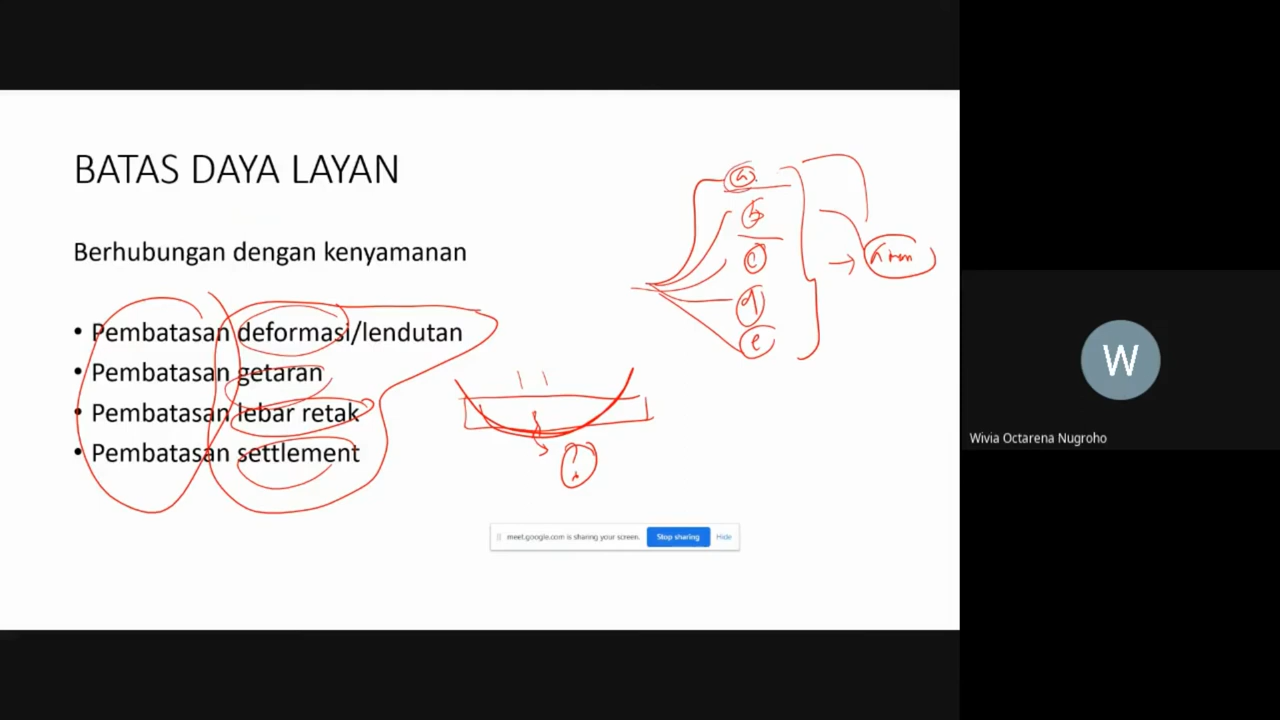 BATAS DAYA LAYAN
Berhubungan dengan kenyamanan
• Pembatasan deformasi/lendutan
• Pembatasan getaran
• Pembatasan lebar retak
• Pembatasan settlement
a
b
c
d
e
meet.google.com is sharing your screen. Stop sharing Hide
W
Wivia Octarena Nugroho